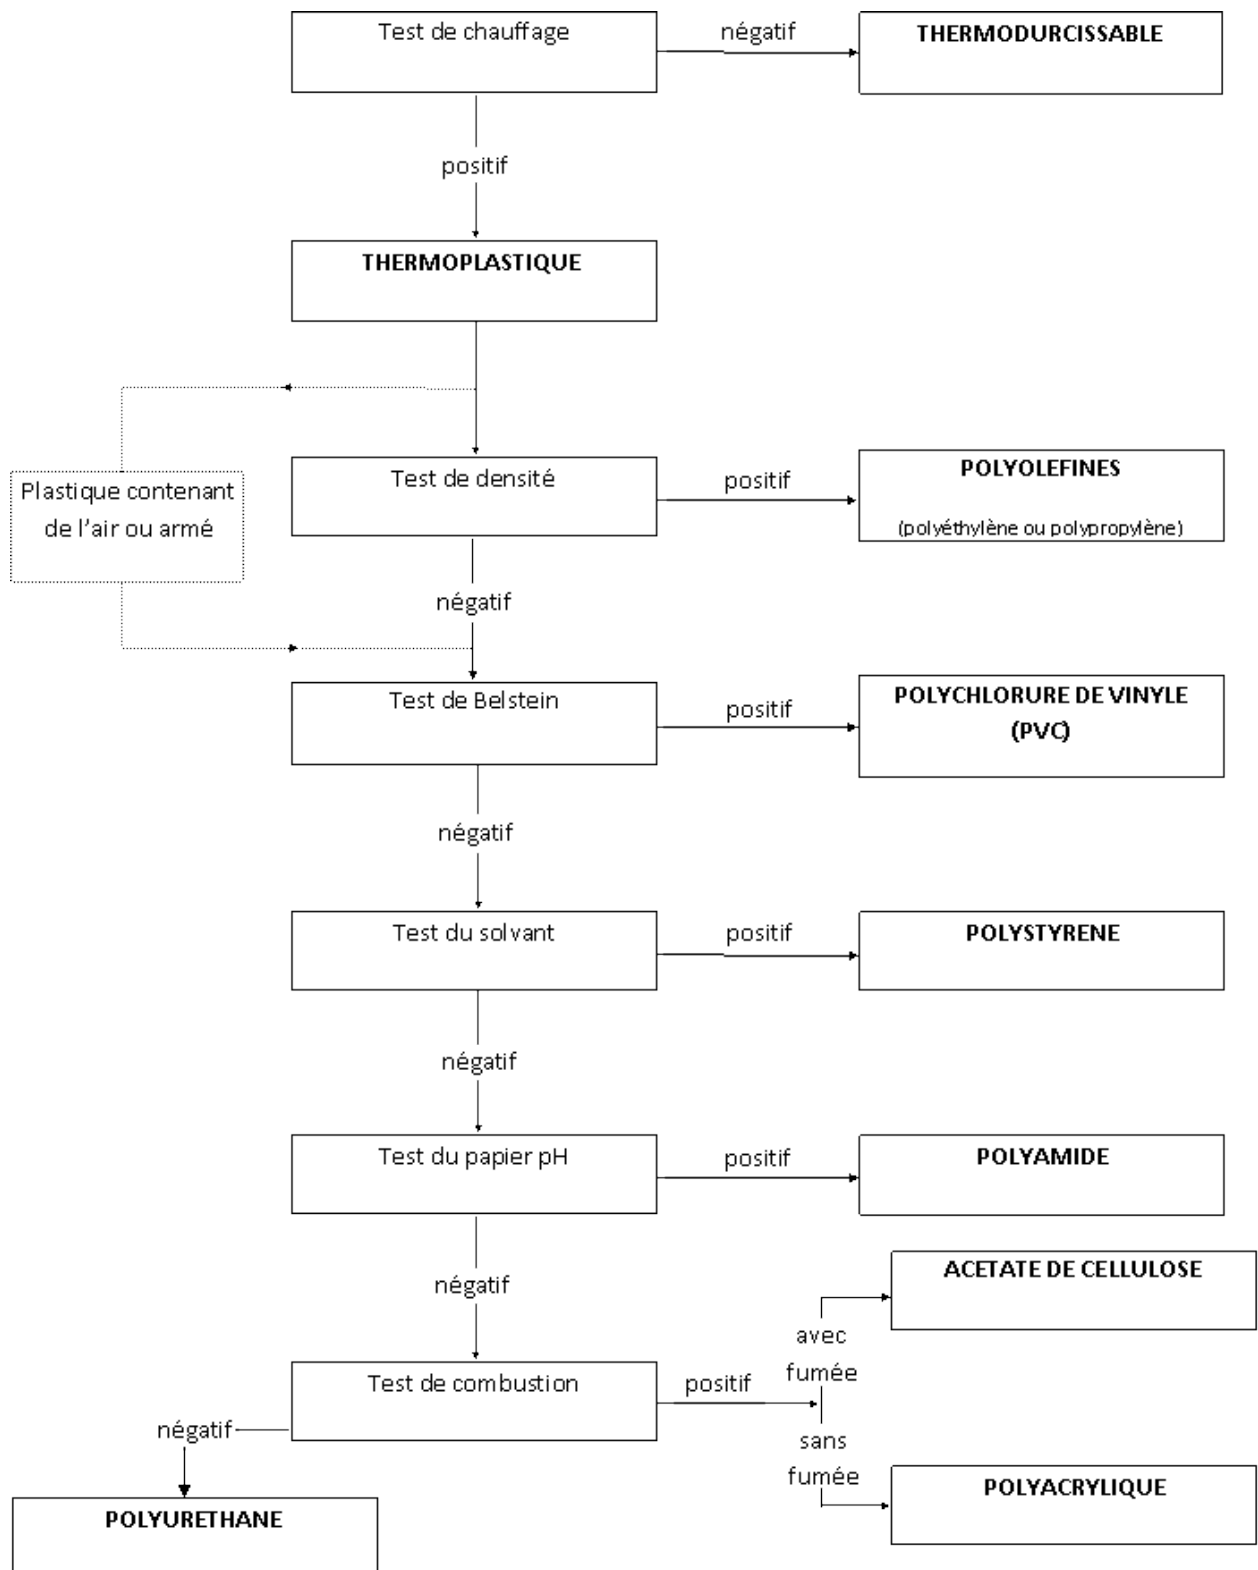 Test de chauffage
négatif
THERMODURCISSABLE
positif
THERMOPLASTIQUE
Plastique contenant
de l'air ou armé
Test de densité
positif
POLYOLEFINES
(polyéthylène ou polypropylène)
négatif
Test de Belstein
positif
POLYCHLORURE DE VINYLE
(PVC)
négatif
Test du solvant
positif
POLYSTYRENE
négatif
Test du papier pH
positif
POLYAMIDE
négatif
ACETATE DE CELLULOSE
avec
fumée
Test de combustion
positif
négatif
sans
fumée
POLYACRYLIQUE
POLYURETHANE